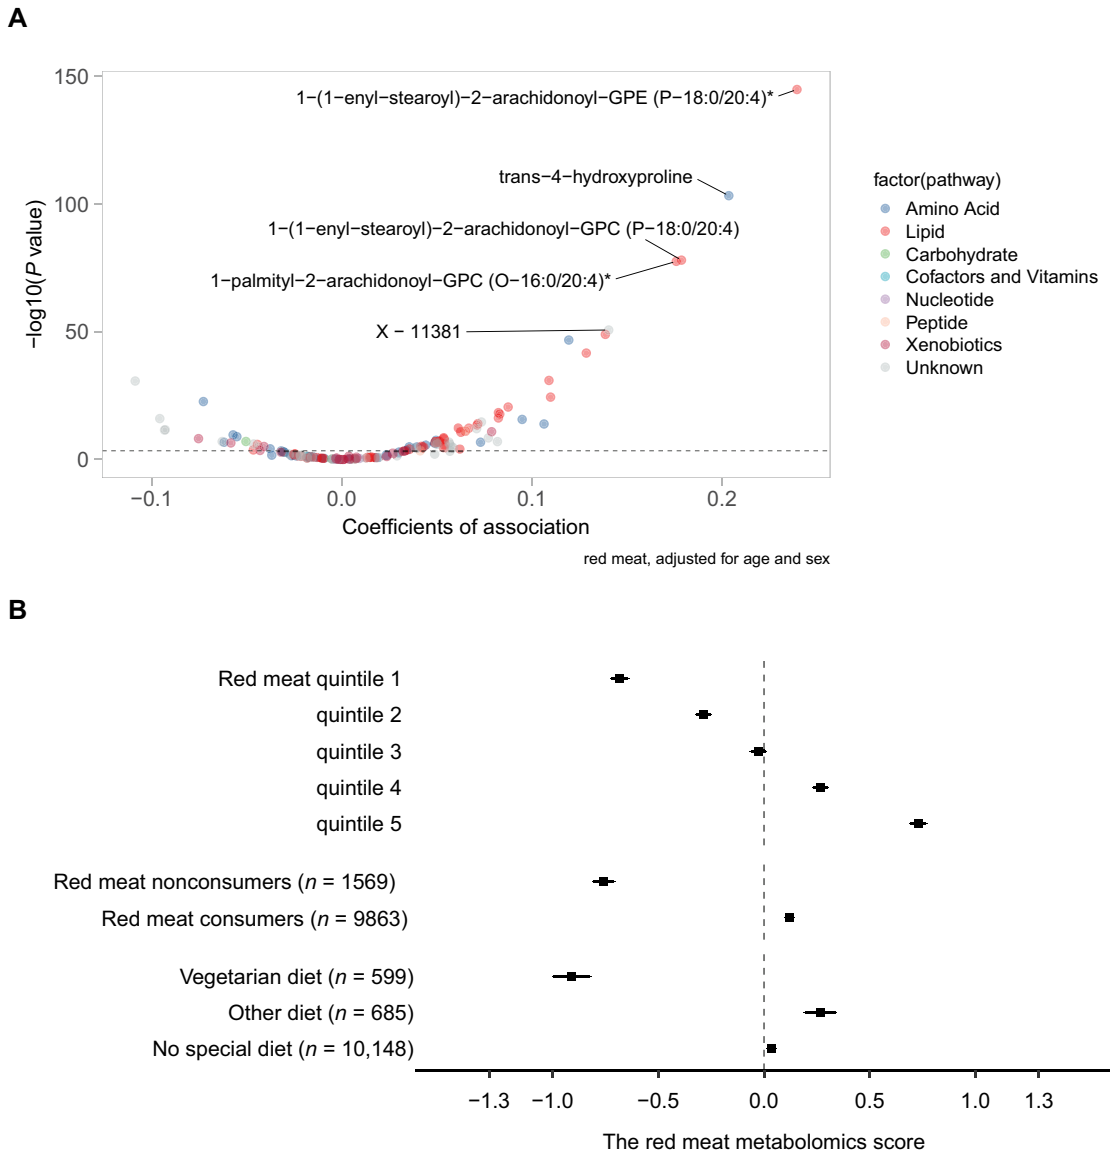 A
150
100
50
0
−log10(P value)
1−(1−enyl−stearoyl)−2−arachidonoyl−GPE (P−18:0/20:4)*
trans−4−hydroxyproline
1−(1−enyl−stearoyl)−2−arachidonoyl−GPC (P−18:0/20:4)
1−palmityl−2−arachidonoyl−GPC (O−16:0/20:4)*
X − 11381
−0.1
0.0
0.1
0.2
Coefficients of association
red meat, adjusted for age and sex
factor(pathway)
Amino Acid
Lipid
Carbohydrate
Cofactors and Vitamins
Nucleotide
Peptide
Xenobiotics
Unknown
B
Red meat quintile 1
quintile 2
quintile 3
quintile 4
quintile 5
Red meat nonconsumers (n = 1569)
Red meat consumers (n = 9863)
Vegetarian diet (n = 599)
Other diet (n = 685)
No special diet (n = 10,148)
−1.3
−1.0
−0.5
0.0
0.5
1.0
1.3
The red meat metabolomics score